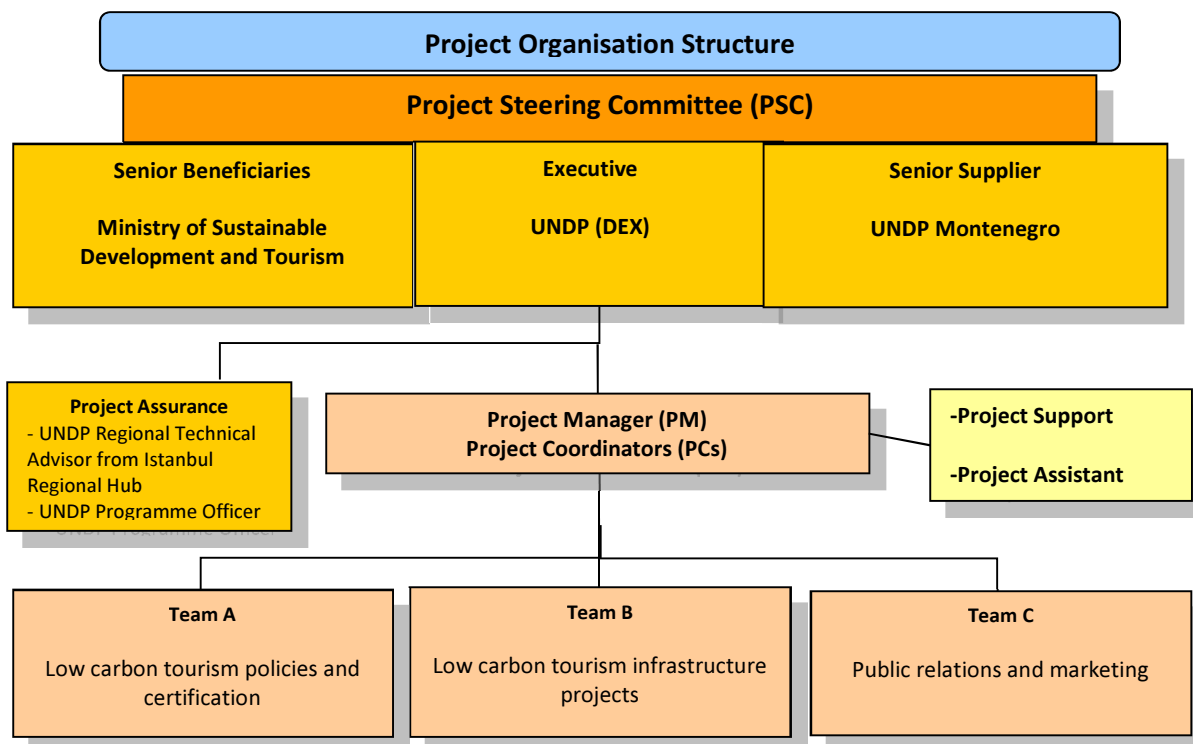 Project Organisation Structure
Project Steering Committee (PSC)
Senior Beneficiaries
Ministry of Sustainable
Development and Tourism
Executive
UNDP (DEX)
Senior Supplier
UNDP Montenegro
Project Assurance
- UNDP Regional Technical
Advisor from Istanbul
Regional Hub
- UNDP Programme Officer
Project Manager (PM)
Project Coordinators (PCs)
-Project Support
-Project Assistant
Team A
Low carbon tourism policies and
certification
Team B
Low carbon tourism infrastructure
projects
Team C
Public relations and marketing